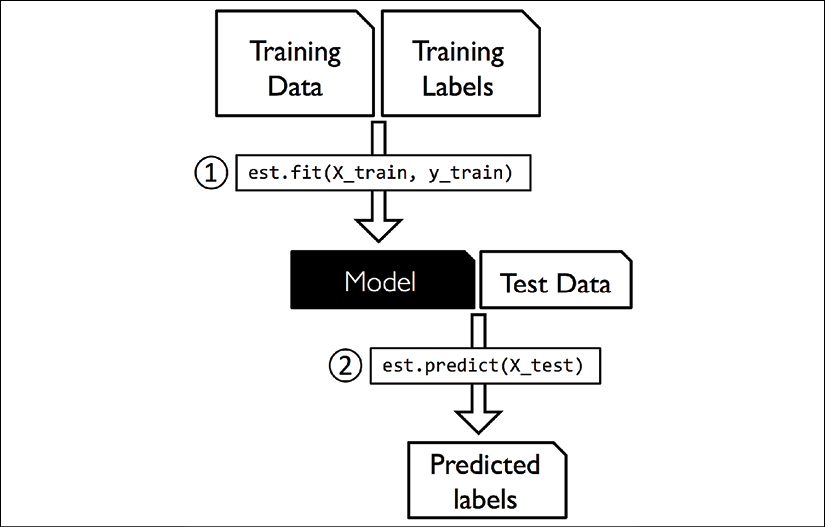 Training
Data
Training
Labels
1
est.fit(X_train, y_train)
Model
Test Data
2
est.predict(X_test)
Predicted
labels